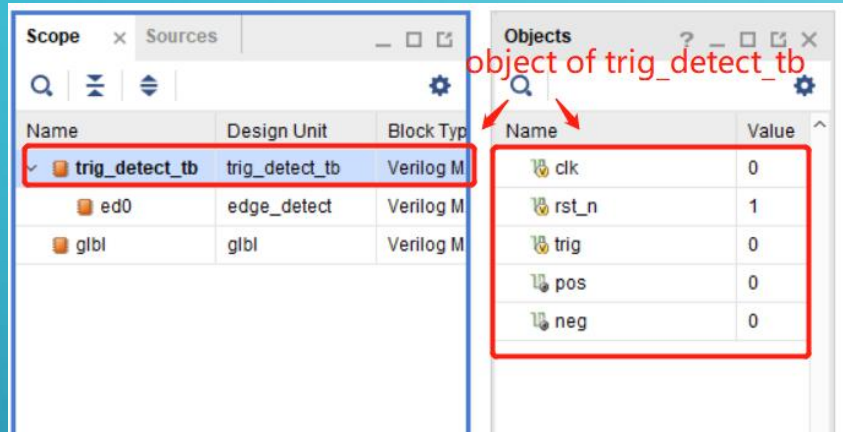 Scope Sources
Objects
object of trig_detect_tb
Name Design Unit Block Typ
trig_detect_tb trig_detect_tb Verilog M
ed0 edge_detect Verilog M
glbl glbl Verilog M
Name Value
clk 0
rst_n 1
trig 0
pos 0
neg 0